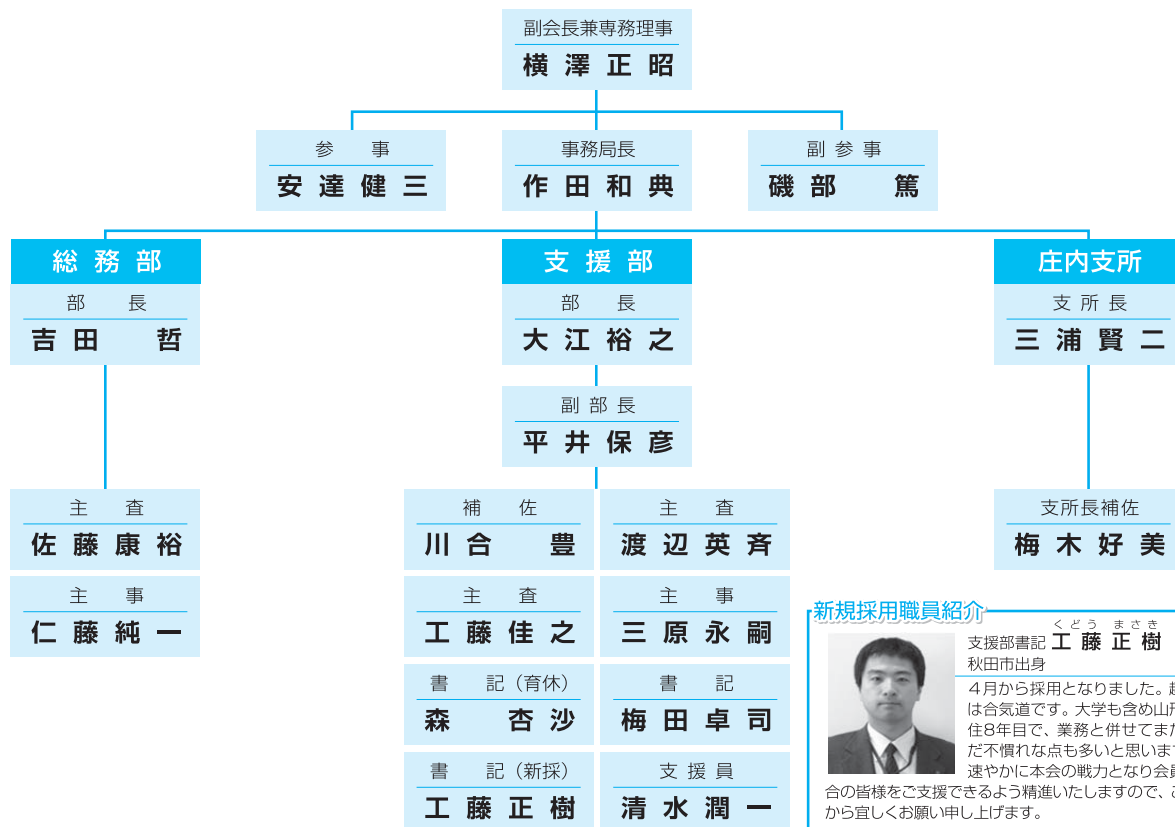 副会長兼専務理事
横澤正昭
参事
安達健三
事務局長
作田和典
副参事
磯部 篤
総務部
部長
吉田 哲
支援部
部長
大江裕之
庄内支所
支所長
三浦賢二
副部長
平井保彦
主査
佐藤康裕
主事
仁藤純一
補佐
川合 豊
主査
渡辺英斉
主査
工藤佳之
主事
三原永嗣
書記（育休）
森 杏沙
書記
梅田卓司
書記（新採）
工藤正樹
支援員
清水潤一
支所長補佐
梅木好美
新規採用職員紹介
くどう まさき
支援部書記 工藤正樹
秋田市出身
４月から採用となりました。
は合気道です。大学も含め山形
住8年目で、業務と併せてまだ
だ不慣れな点も多いと思います
速やかに本会の戦力となり会員
合の皆様をご支援できるよう精進いたしますので、こ
から宜しくお願い申し上げます。